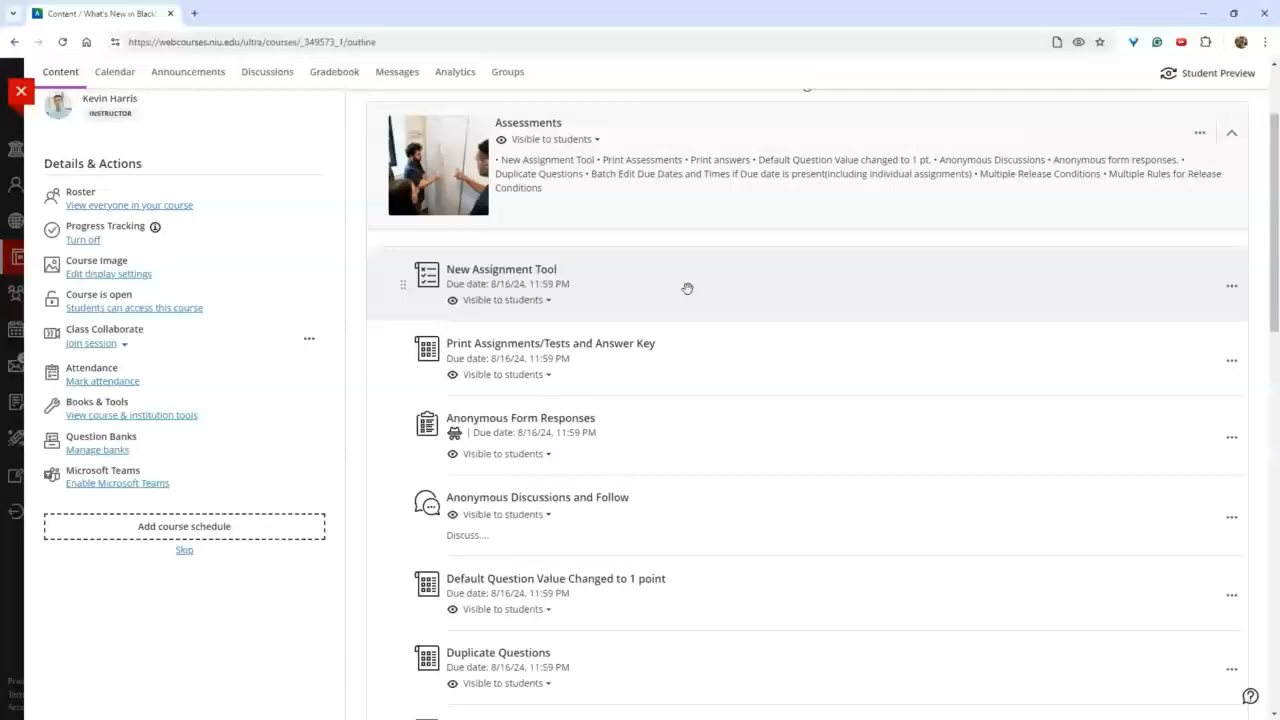 Content / What's New in Black
https://webcourses.niu.edu/ultra/courses/_349573_1/outline
Content
Calendar
Announcements
Discussions
Gradebook
Messages
Analytics
Groups
Student Preview
Kevin Harris
INSTRUCTOR
Details & Actions
Roster
View everyone in your course
Progress Tracking
Turn off
Course Image
Edit display settings
Course is open
Students can access this course
Class Collaborate
Join session
Attendance
Mark attendance
Books & Tools
View course & institution tools
Question Banks
Manage banks
Microsoft Teams
Enable Microsoft Teams
Add course schedule
Skip
Assessments
Visible to students
• New Assignment Tool • Print Assessments • Print answers • Default Question Value changed to 1 pt. • Anonymous Discussions • Anonymous form responses. •
Duplicate Questions • Batch Edit Due Dates and Times if Due date is present(including individual assignments) • Multiple Release Conditions • Multiple Rules for Release
Conditions
New Assignment Tool
Due date: 8/16/24, 11:59 PM
Visible to students
Print Assignments/Tests and Answer Key
Due date: 8/16/24, 11:59 PM
Visible to students
Anonymous Form Responses
| Due date: 8/16/24, 11:59 PM
Visible to students
Anonymous Discussions and Follow
Visible to students
Discuss....
Default Question Value Changed to 1 point
Due date: 8/16/24, 11:59 PM
Visible to students
Duplicate Questions
Due date: 8/16/24, 11:59 PM
Visible to students